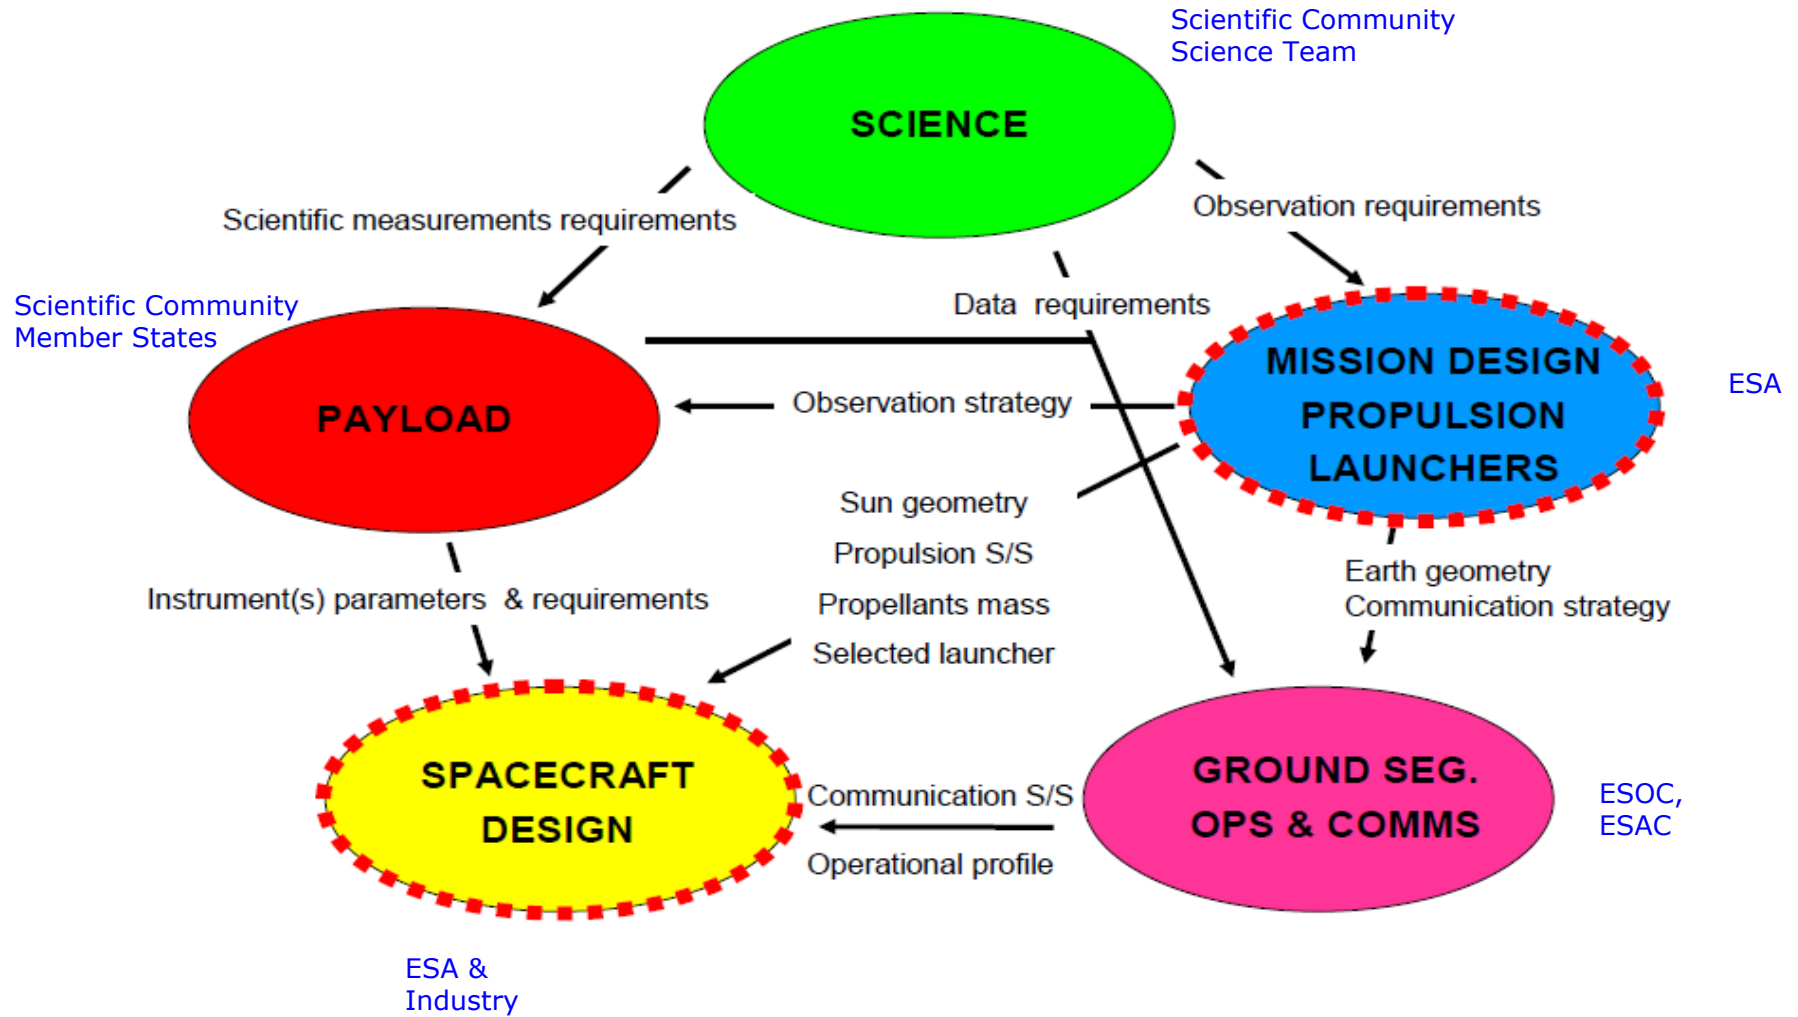 Scientific Community
Science Team
SCIENCE
Scientific measurements requirements
Observation requirements
Data requirements
Scientific Community
Member States
PAYLOAD
Observation strategy
MISSION DESIGN
PROPULSION
LAUNCHERS
ESA
Sun geometry
Propulsion S/S
Propellants mass
Selected launcher
Instrument(s) parameters & requirements
Earth geometry
Communication strategy
SPACECRAFT
DESIGN
Communication S/S
Operational profile
GROUND SEG.
OPS & COMMS
ESOC,
ESAC
ESA &
Industry